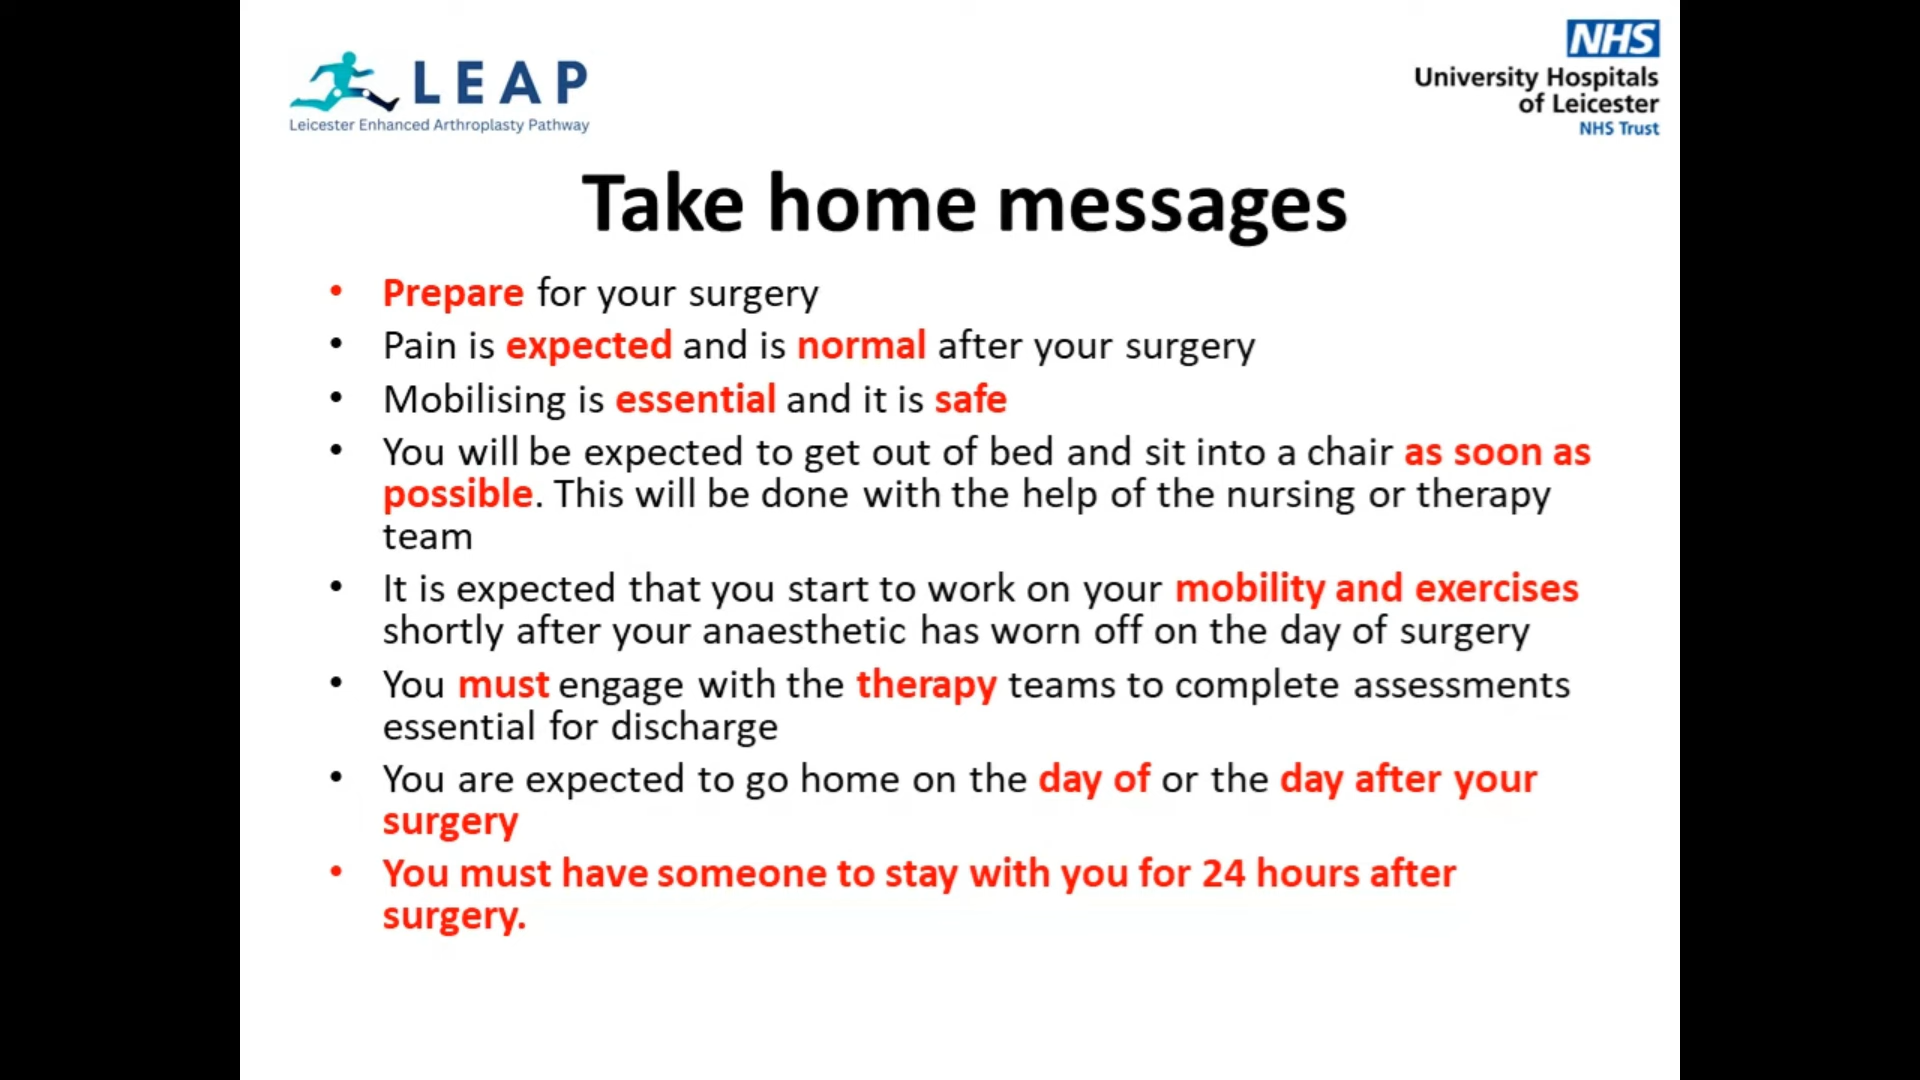 LEAP
Leicester Enhanced Arthroplasty Pathway
NHS
University Hospitals
of Leicester
NHS Trust
Take home messages
• Prepare for your surgery
• Pain is expected and is normal after your surgery
• Mobilising is essential and it is safe
• You will be expected to get out of bed and sit into a chair as soon as
possible. This will be done with the help of the nursing or therapy
team
• It is expected that you start to work on your mobility and exercises
shortly after your anaesthetic has worn off on the day of surgery
• You must engage with the therapy teams to complete assessments
essential for discharge
• You are expected to go home on the day of or the day after your
surgery
• You must have someone to stay with you for 24 hours after
surgery.